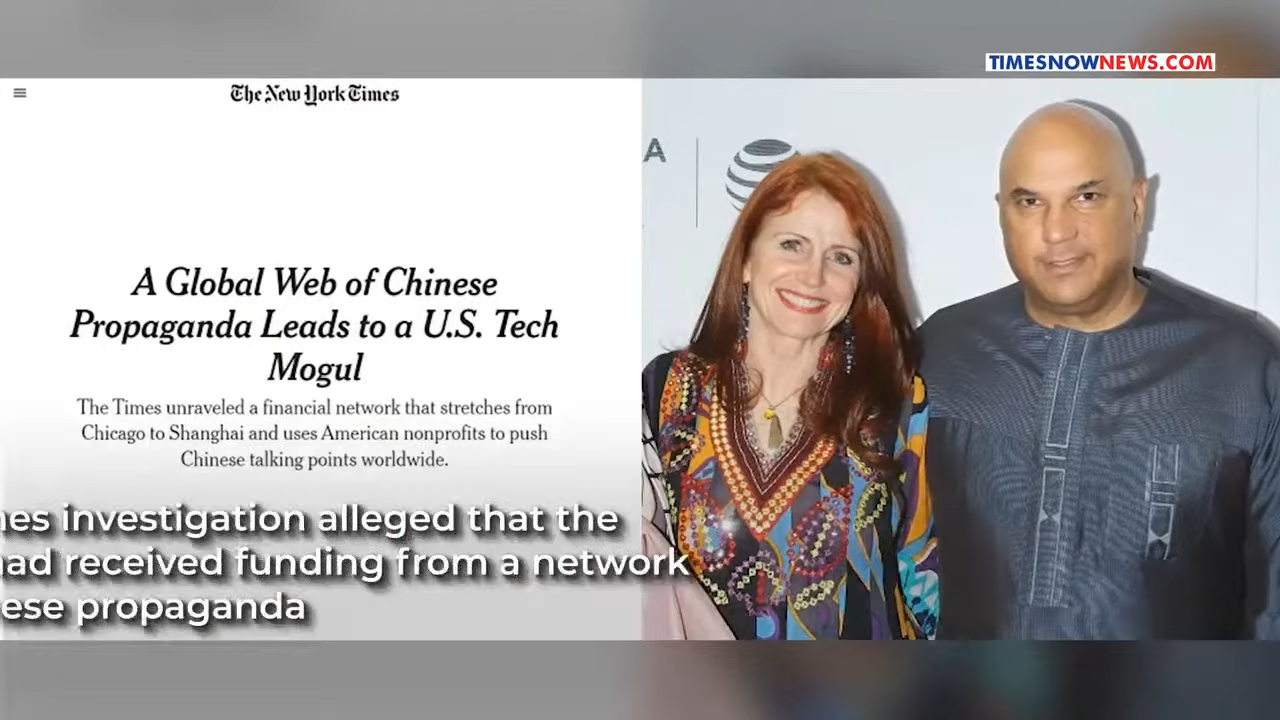 TIMESNOWNEWS.COM
The New York Times
A
A Global Web of Chinese
Propaganda Leads to a U.S. Tech
Mogul
The Times unraveled a financial network that stretches from
Chicago to Shanghai and uses American nonprofits to push
Chinese talking points worldwide.
investigation alleged that the
received funding from a network
propaganda